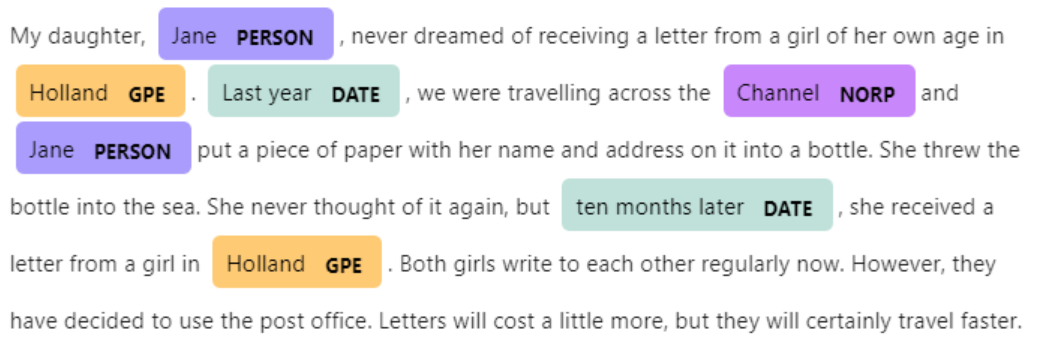 My daughter, Jane PERSON , never dreamed of receiving a letter from a girl of her own age in
Holland GPE . Last year DATE , we were travelling across the Channel NORP and
Jane PERSON put a piece of paper with her name and address on it into a bottle. She threw the
bottle into the sea. She never thought of it again, but ten months later DATE , she received a
letter from a girl in Holland GPE . Both girls write to each other regularly now. However, they
have decided to use the post office. Letters will cost a little more, but they will certainly travel faster.